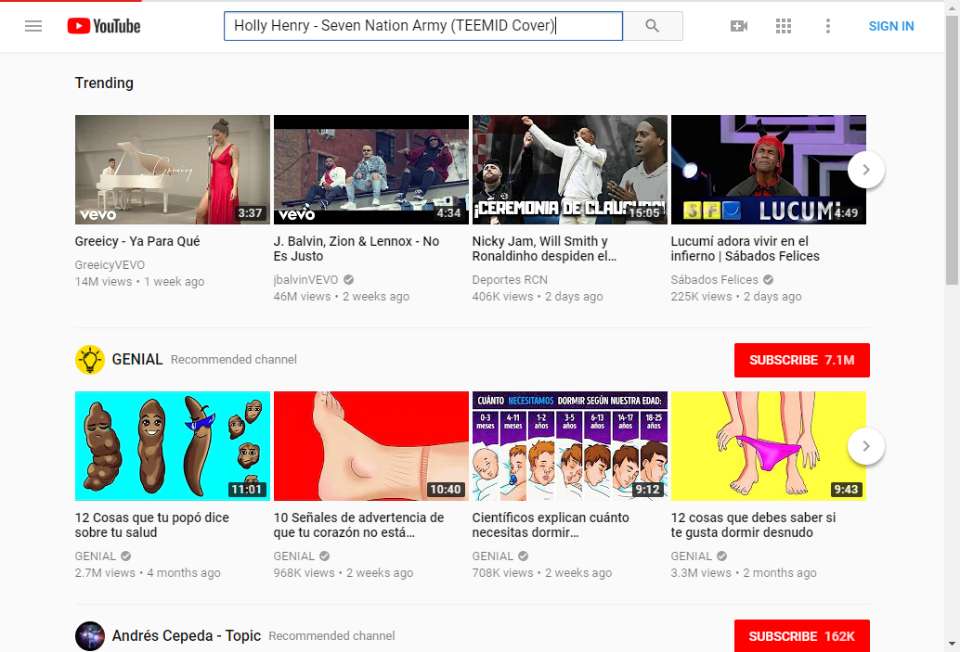 YouTube
Holly Henry - Seven Nation Army (TEEMID Cover)
SIGN IN
Trending
Greeicy
vevo
3:37
vevo
4:34
¡CEREMONIA DE CLAUSURA!
15:05
SFC
LUCUMÍ
4:49
Greeicy - Ya Para Qué
GreeicyVEVO
14M views • 1 week ago
J. Balvin, Zion & Lennox - No
Es Justo
jbalvinVEVO
46M views • 2 weeks ago
Nicky Jam, Will Smith y
Ronaldinho despiden el...
Deportes RCN
406K views • 2 days ago
Lucumí adora vivir en el
infierno | Sábados Felices
Sábados Felices
225K views • 2 days ago
GENIAL Recommended channel
SUBSCRIBE 7.1M
11:01
10:40
CUÁNTO NECESITAMOS DORMIR SEGÚN NUESTRA EDAD:
0-3 meses
4-11 meses
1-2 años
3-5 años
6-13 años
14-17 años
18-25 años
9:12
9:43
12 Cosas que tu popó dice
sobre tu salud
GENIAL
2.7M views • 4 months ago
10 Señales de advertencia de
que tu corazón no está...
GENIAL
968K views • 2 weeks ago
Científicos explican cuánto
necesitas dormir...
GENIAL
708K views • 2 weeks ago
12 cosas que debes saber si
te gusta dormir desnudo
GENIAL
3.3M views • 2 months ago
Andrés Cepeda - Topic Recommended channel
SUBSCRIBE 162K